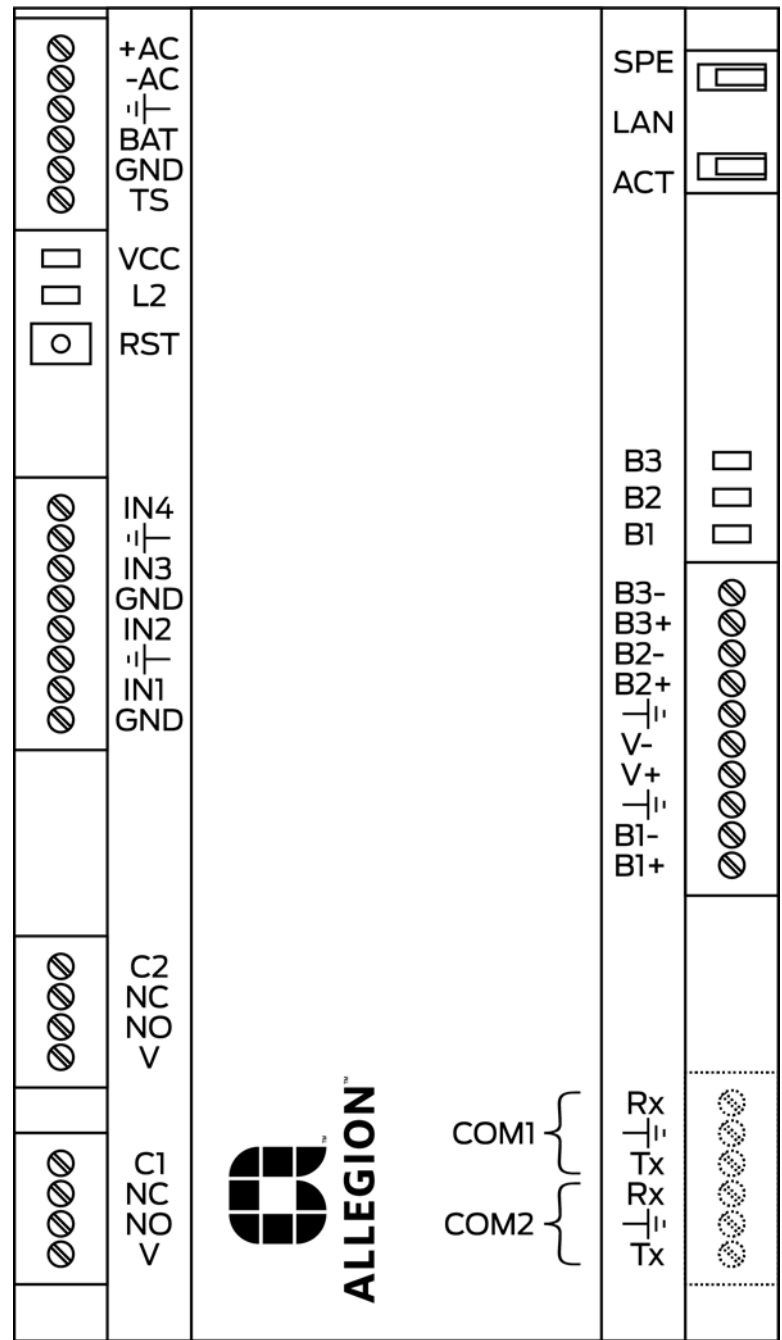 +AC
-AC
BAT
GND
TS
VCC
L2
RST
IN4
IN3
GND
IN2
IN1
GND
C2
NC
NO
V
C1
NC
NO
V
ALLEGION™
COM1
COM2
SPE
LAN
ACT
B3
B2
B1
B3-
B3+
B2-
B2+
V-
V+
B1-
B1+
Rx
Tx
Rx
Tx